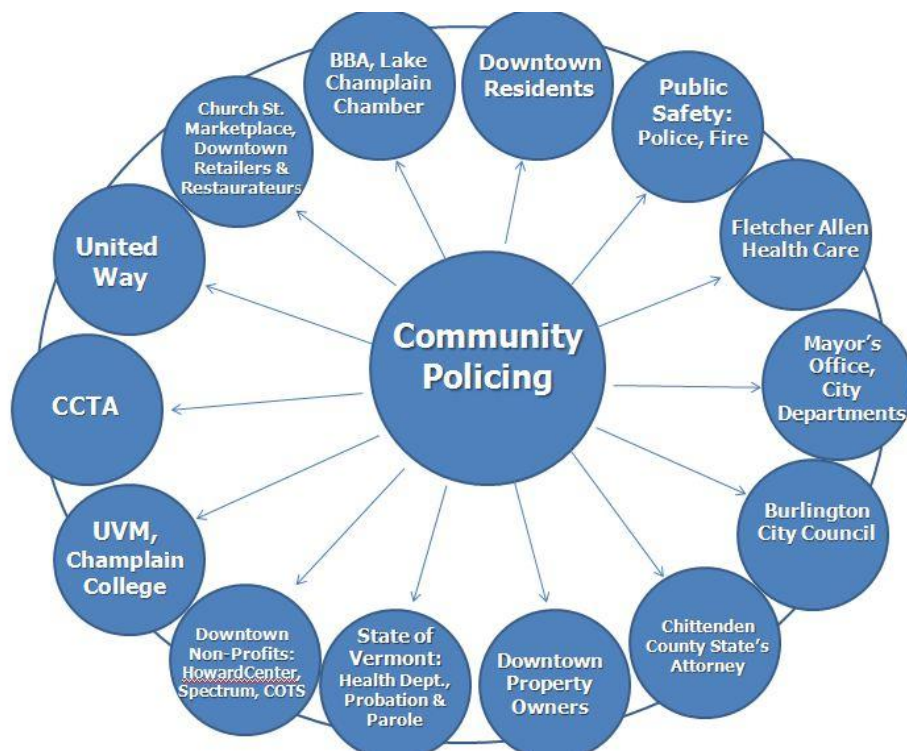 Community
Policing
BBA, Lake
Champlain
Chamber
Downtown
Residents
Public
Safety:
Police, Fire
Fletcher Allen
Health Care
Mayor's
Office,
City
Departments
Burlington
City Council
Chittenden
County State's
Attorney
Downtown
Property
Owners
State of
Vermont:
Health Dept.,
Probation &
Parole
Downtown
Non-Profits:
HowardCenter,
Spectrum, COTS
UVM,
Champlain
College
CCTA
United
Way
Church St.
Marketplace,
Downtown
Retailers &
Restaurateurs